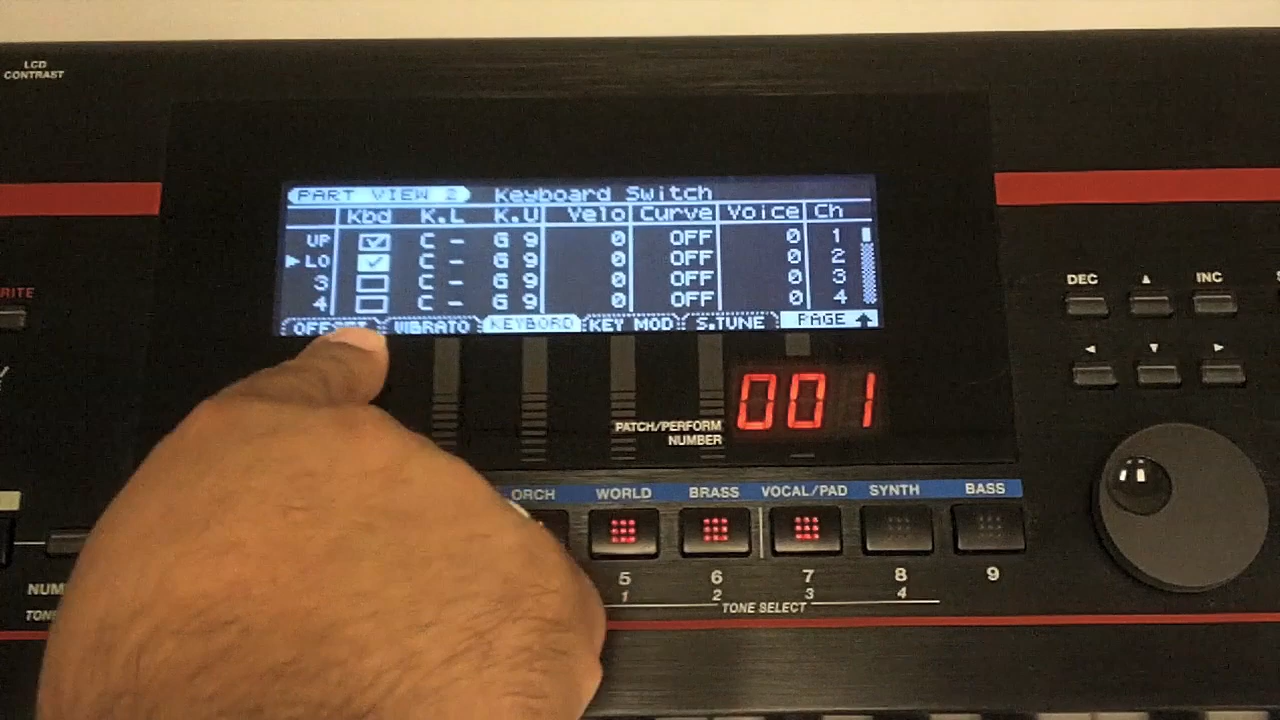 LCD
CONTRAST
PART VIEW 2 Keyboard Switch
Kbd K.L K.U Velo Curve Voice Ch
UP C - G 9 0 OFF 0 1
LO C - G 9 0 OFF 0 2
3 C - G 9 0 OFF 0 3
4 C - G 9 0 OFF 0 4
VIBRATO KEYBORD KEY MOD S.TUNE PAGE
RITE
DEC INC
001
PATCH/PERFORM
NUMBER
ORCH WORLD BRASS VOCAL/PAD SYNTH BASS
5 6 7 8 9
1 2 3 4
TONE SELECT
NUM
TONE